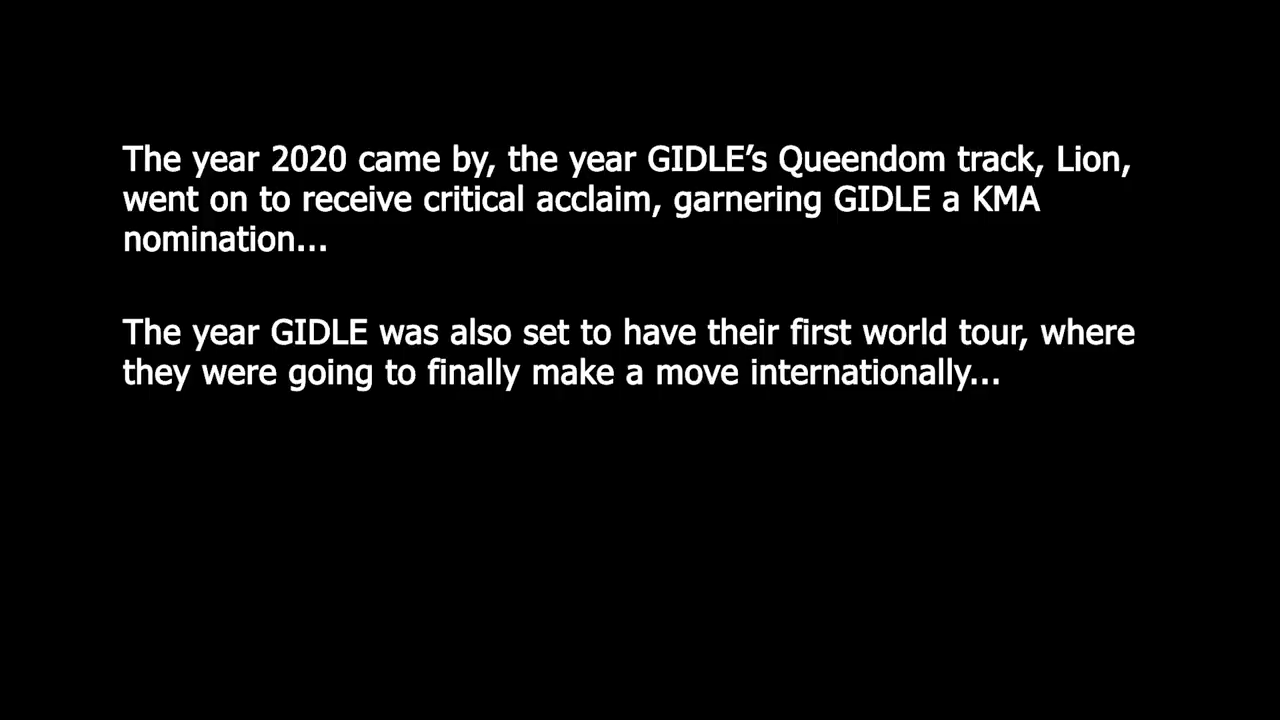 The year 2020 came by, the year GIDLE’s Queendom track, Lion,
went on to receive critical acclaim, garnering GIDLE a KMA
nomination...
The year GIDLE was also set to have their first world tour, where
they were going to finally make a move internationally...